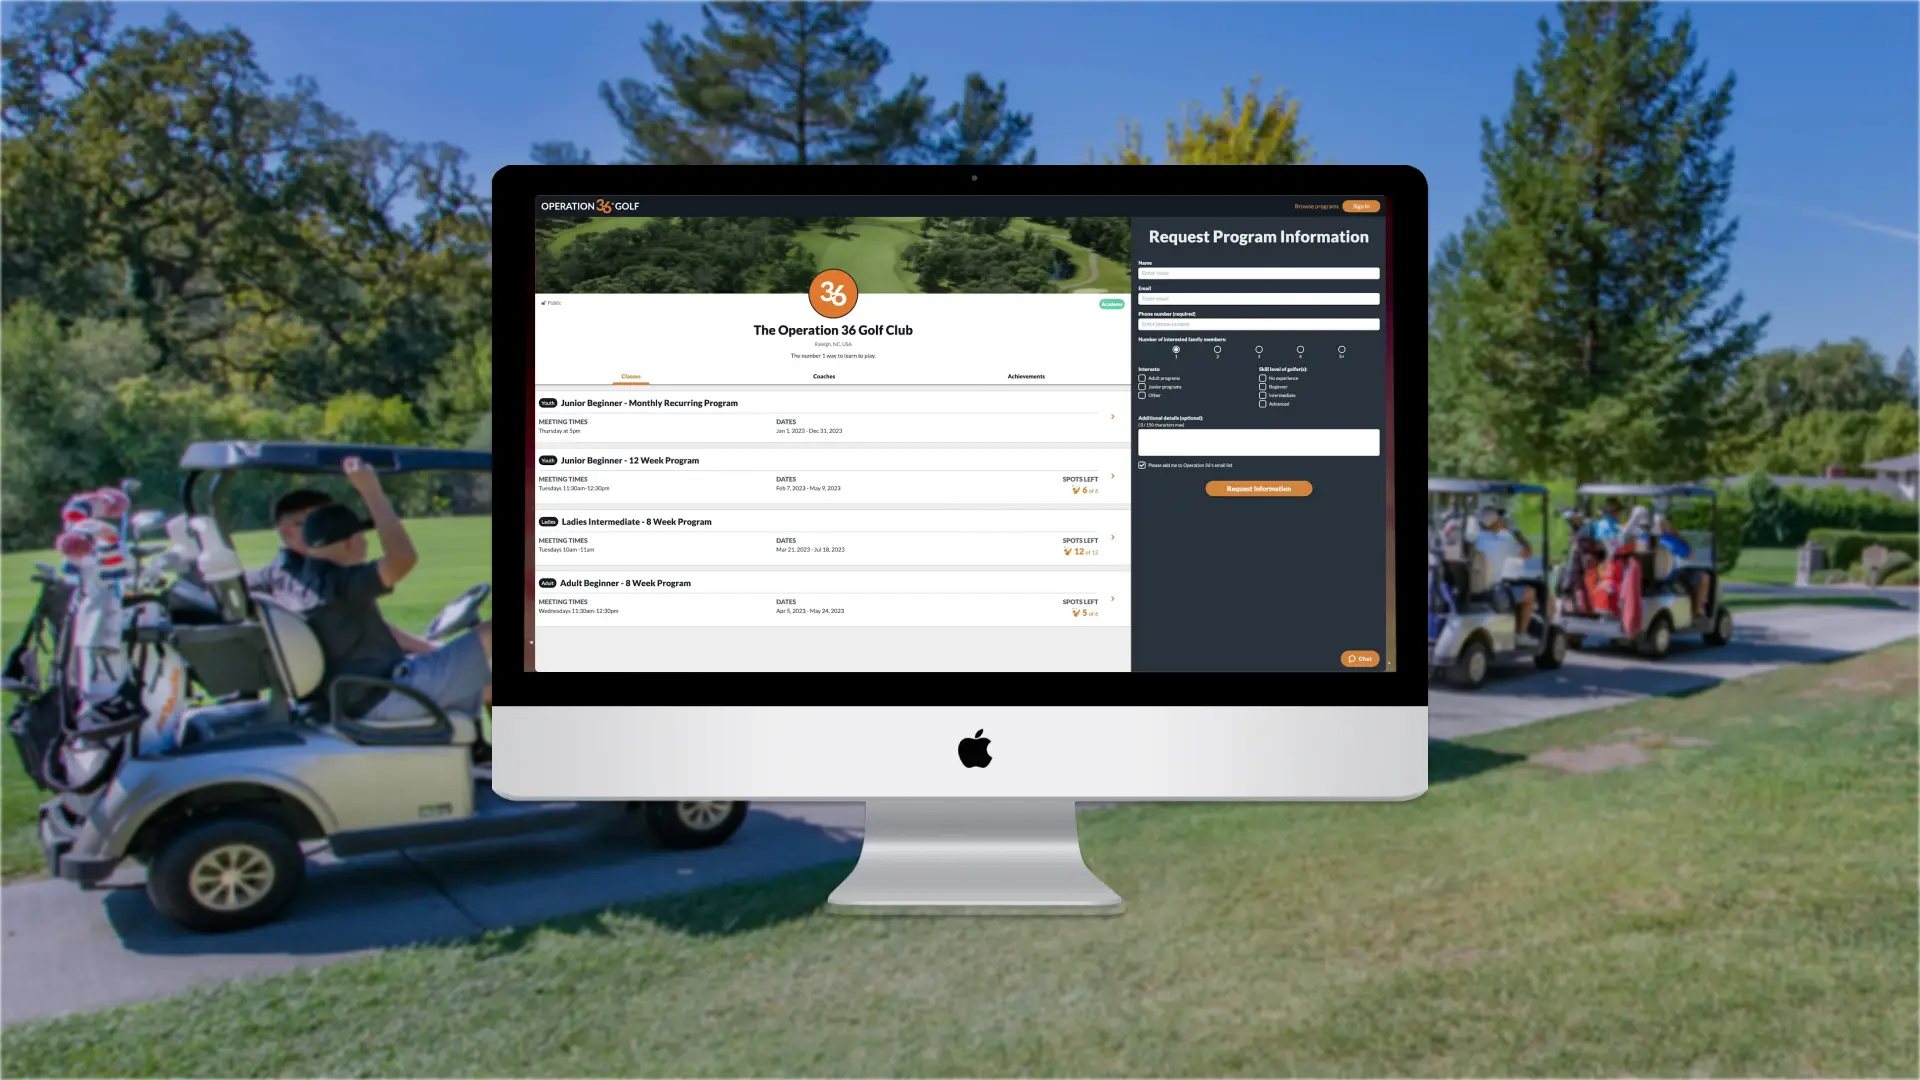 OPERATION 36 GOLF
Browse programs
Sign In
Public
36
Academy
The Operation 36 Golf Club
Raleigh, NC, USA
The number 1 way to learn to play.
Classes
Coaches
Achievements
Youth Junior Beginner - Monthly Recurring Program
MEETING TIMES
Thursday at 5pm
DATES
Jan 1, 2023 - Dec 31, 2023
Youth Junior Beginner - 12 Week Program
MEETING TIMES
Tuesdays 11:30am-12:30pm
DATES
Feb 7, 2023 - May 9, 2023
SPOTS LEFT
6 of 6
Ladies Ladies Intermediate - 8 Week Program
MEETING TIMES
Tuesdays 10am -11am
DATES
Mar 21, 2023 - Jul 18, 2023
SPOTS LEFT
12 of 12
Adult Adult Beginner - 8 Week Program
MEETING TIMES
Wednesdays 11:30am-12:30pm
DATES
Apr 5, 2023 - May 24, 2023
SPOTS LEFT
5 of 6
Request Program Information
Name
Enter name
Email
Enter email
Phone number (required)
Enter phone number
Number of interested family members:
1
2
3
4
5+
Interests:
Adult programs
Junior programs
Other
Skill level of golfer(s):
No experience
Beginner
Intermediate
Advanced
Additional details (optional):
(0 / 150 characters max)
Please add me to Operation 36's email list
Request Information
Chat